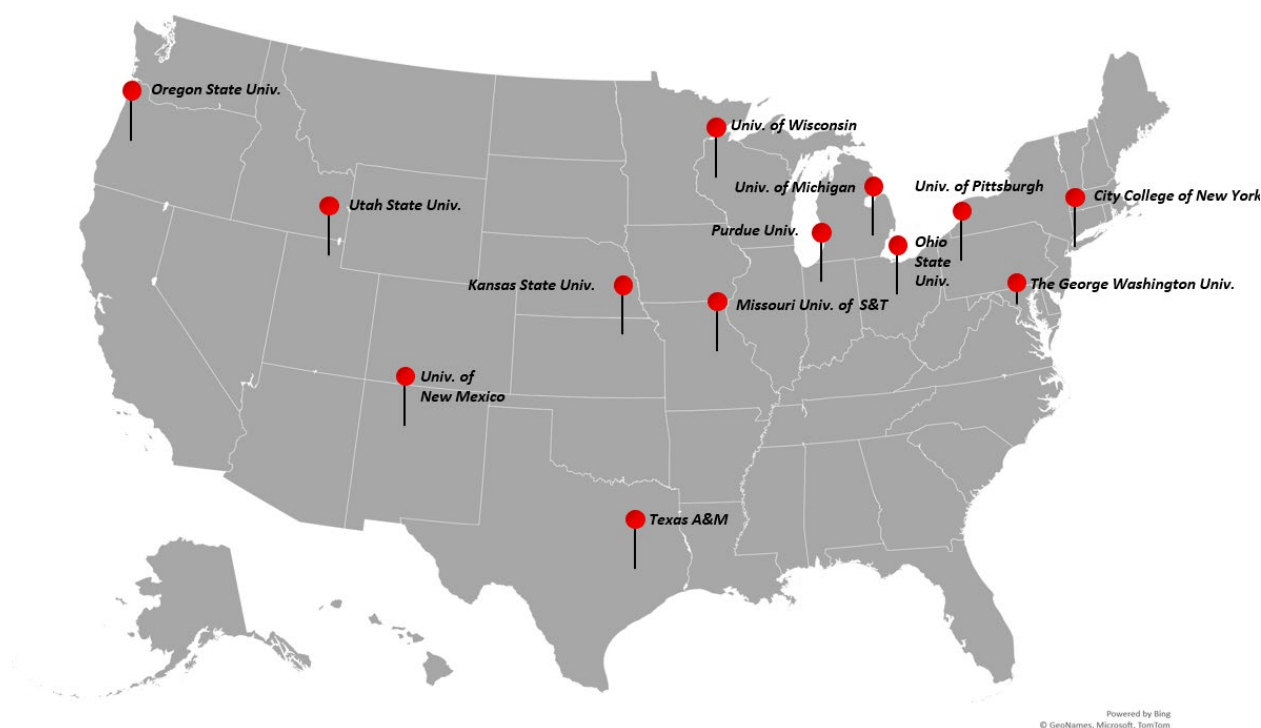 Oregon State Univ.
Univ. of Wisconsin
Univ. of Michigan
Univ. of Pittsburgh
City College of New York
Utah State Univ.
Purdue Univ.
Ohio
State
Univ.
Kansas State Univ.
Missouri Univ. of S&T
The George Washington Univ.
Univ. of
New Mexico
Texas A&M
Powered by Bing
© GeoNames, Microsoft, TomTom